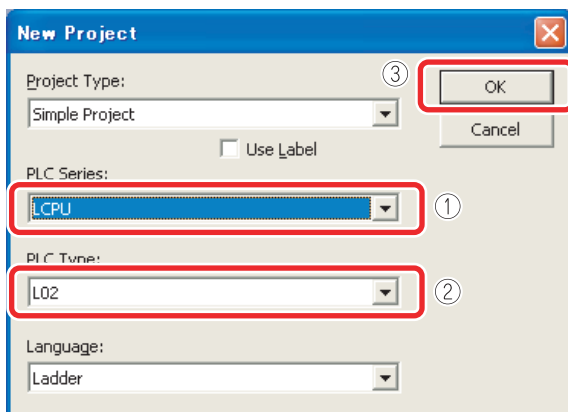 New Project
Project Type:
③
OK
Simple Project
Cancel
Use Label
PLC Series:
LCPU
①
PLC Type:
L02
②
Language:
Ladder